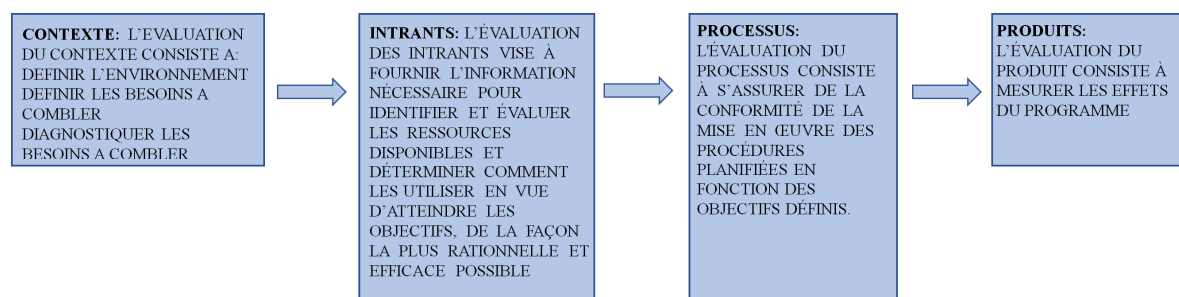 CONTEXTE: L'EVALUATION
DU CONTEXTE CONSISTE A:
DEFINIR L'ENVIRONNEMENT
DEFINIR LES BESOINS A
COMBLER
DIAGNOSTIQUER LES
BESOINS A COMBLER
INTRANTS: L'ÉVALUATION
DES INTRANTS VISE À
FOURNIR L'INFORMATION
NÉCESSAIRE POUR
IDENTIFIER ET ÉVALUER
LES RESSOURCES
DISPONIBLES ET
DÉTERMINER COMMENT
LES UTILISER EN VUE
D'ATTEINDRE LES
OBJECTIFS, DE LA FAÇON
LA PLUS RATIONNELLE ET
EFFICACE POSSIBLE
PROCESSUS:
L'ÉVALUATION DU
PROCESSUS CONSISTE
À S'ASSURER DE LA
CONFORMITÉ DE LA
MISE EN ŒUVRE DES
PROCÉDURES
PLANIFIÉES EN
FONCTION DES
OBJECTIFS DÉFINIS.
PRODUITS:
L'ÉVALUATION DU
PRODUIT CONSISTE À
MESURER LES EFFETS
DU PROGRAMME